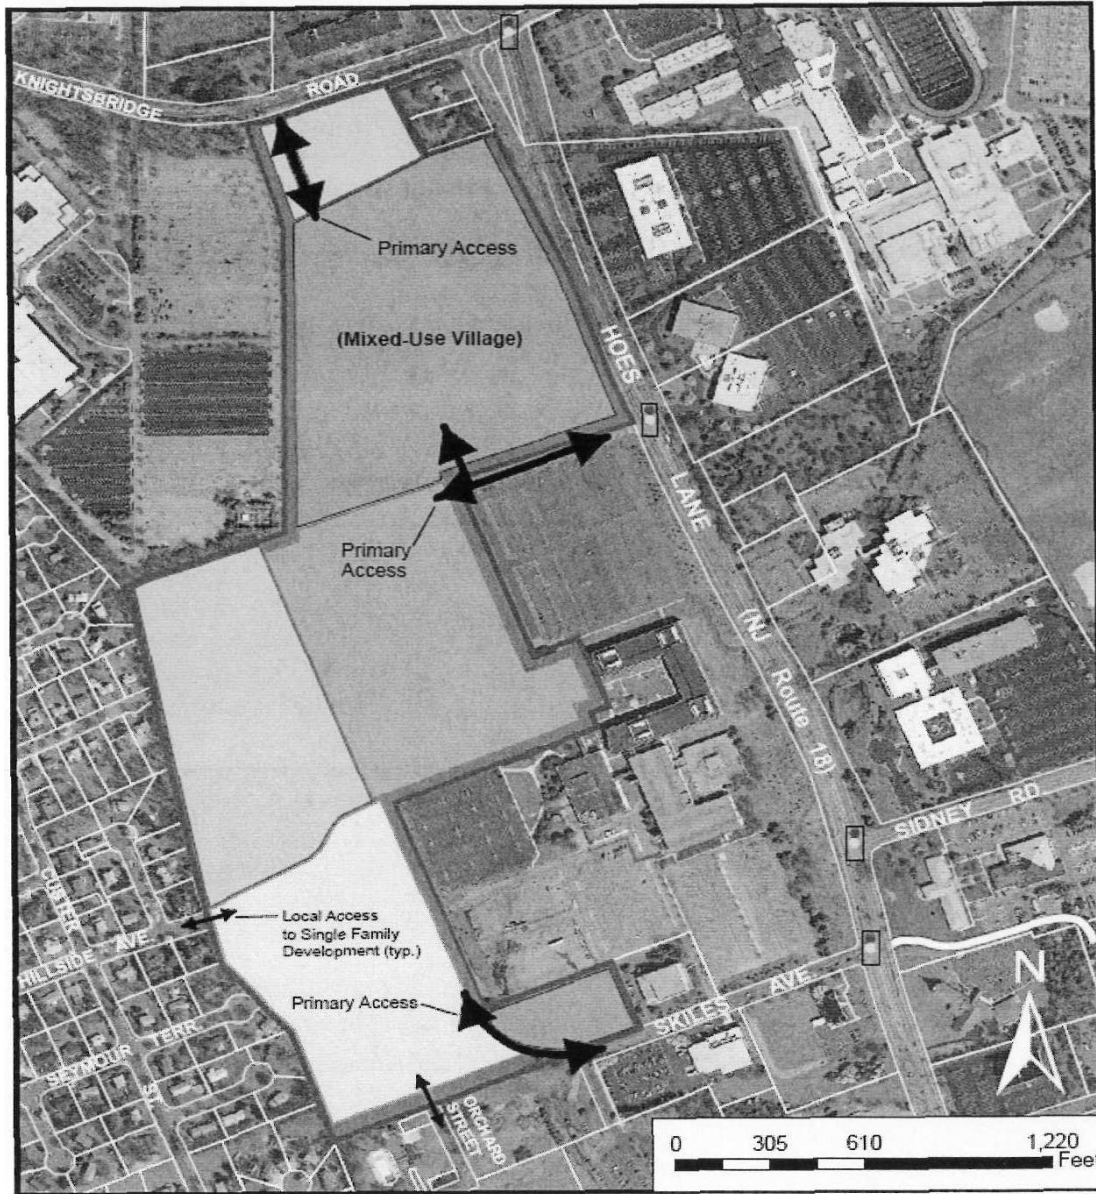 KNIGHTSBRIDGE
ROAD
Primary Access
(Mixed-Use Village)
HOES
LANE
Primary
Access
(NJ Route 18)
SIDNEY RD
CUSTER
Local Access
to Single Family
Development (typ.)
HILLSIDE AVE
Primary Access
SKILES AVE
N
SEYMOUR TERR
ST.
ORCHARD
STREET
0 305 610 1,220
Feet